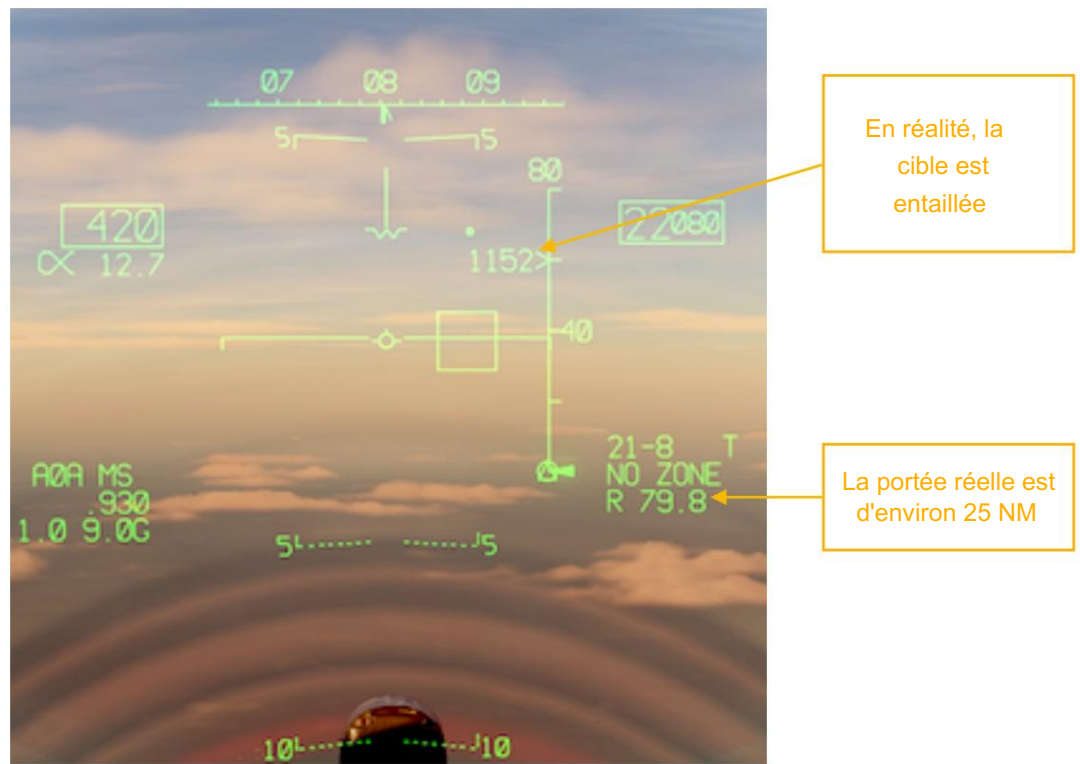 07 08 09
5 5
80
En réalité, la
cible est
entaillée
420
22080
α 12.7
1152>
40
21-8 T
NO ZONE
R 79.8
La portée réelle est
d'environ 25 NM
A0A MS
.930
1.0 9.0G
5 5
10 10